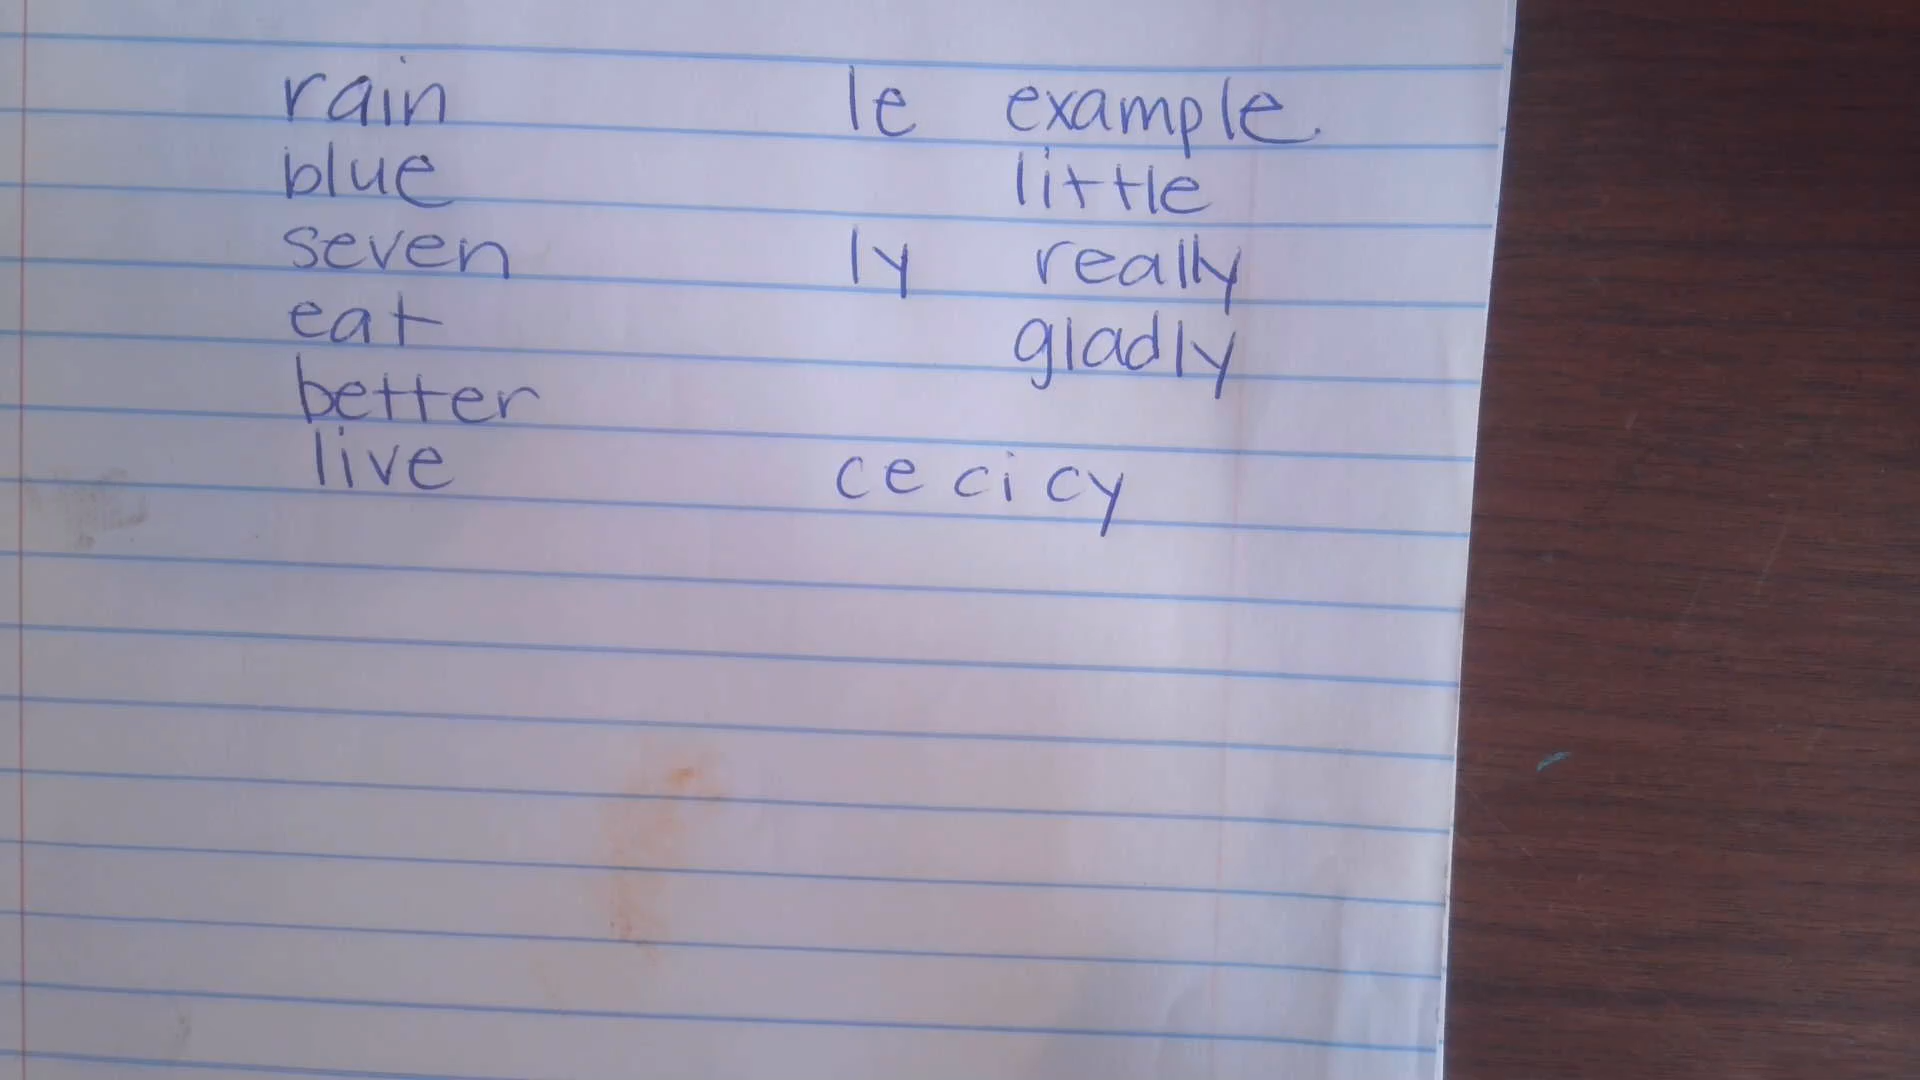 rain le example.
blue little
seven ly really
eat gladly
better
live ce ci cy